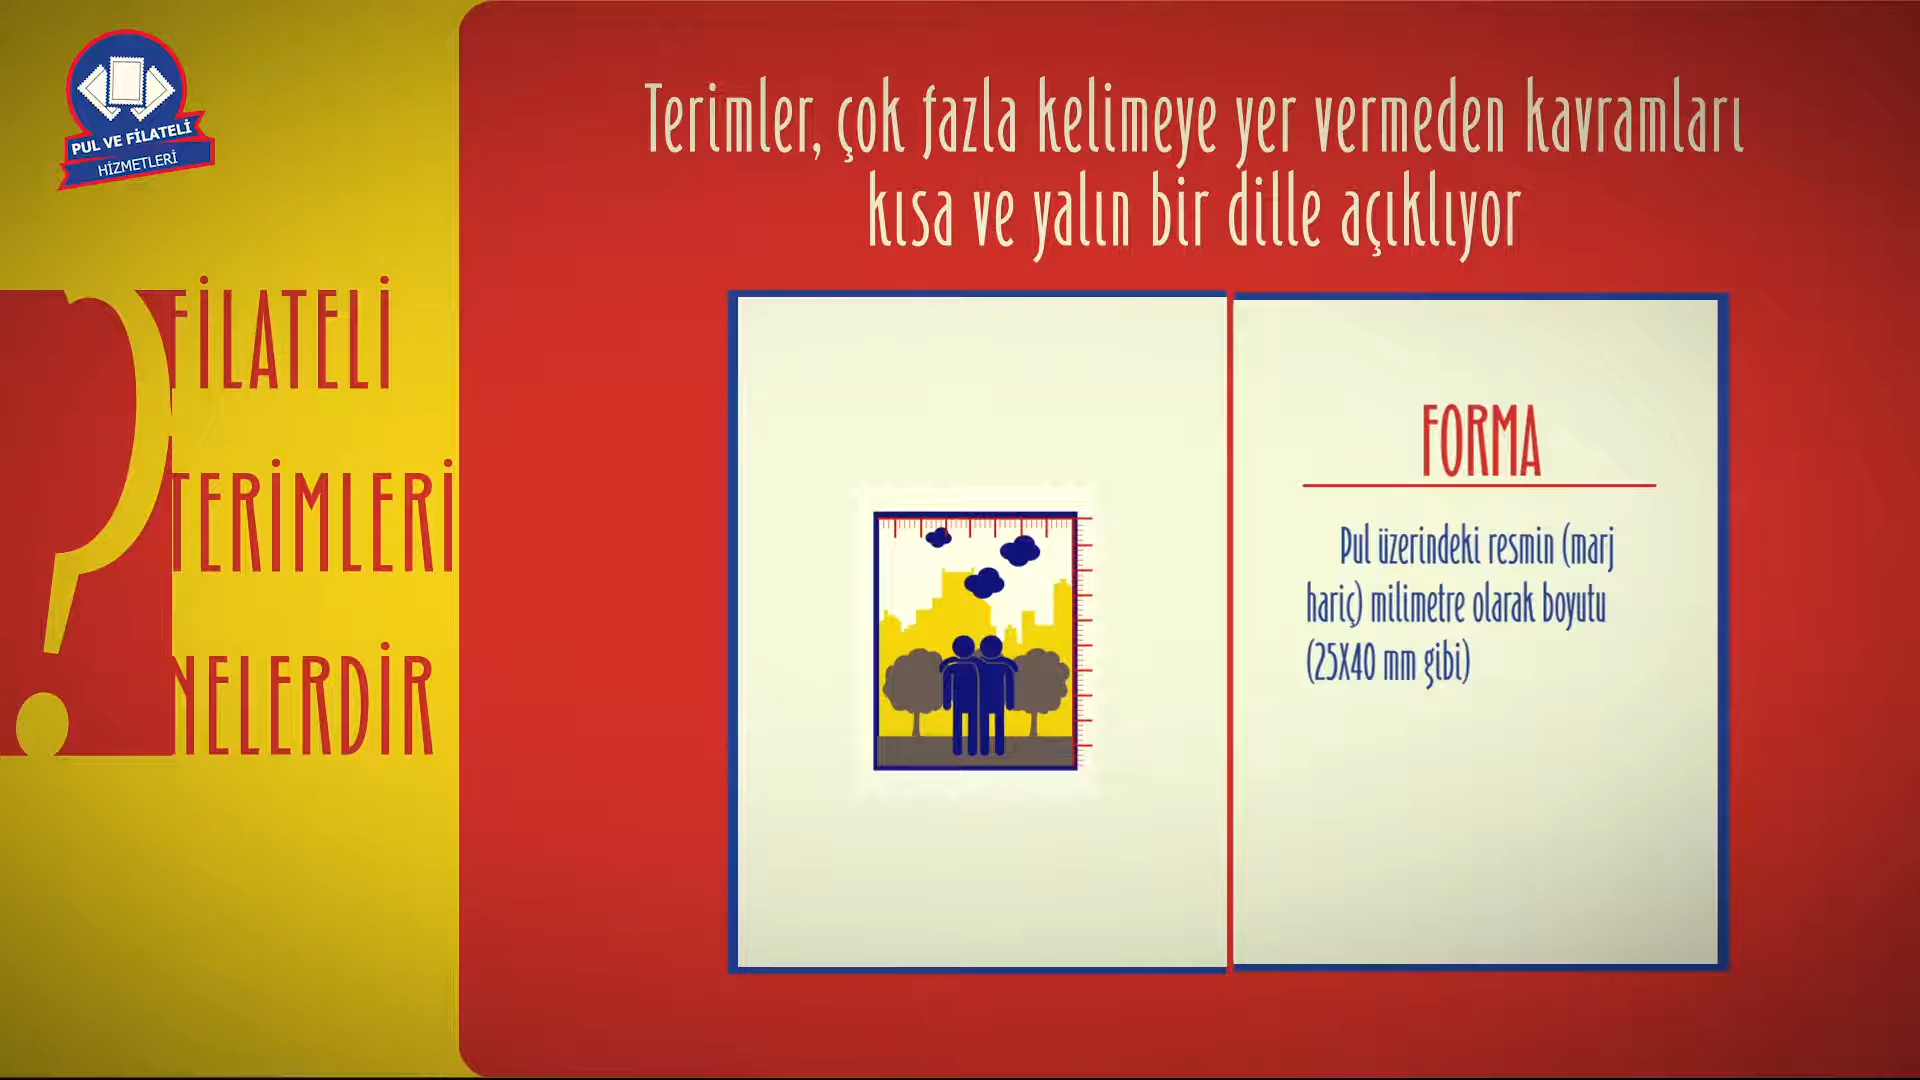 PUL VE FİLATELİ
HİZMETLERİ
FİLATELİ
TERİMLERİ
NELERDİR
?
Terimler, çok fazla kelimeye yer vermeden kavramları
kısa ve yalın bir dille açıklıyor
FORMA
Pul üzerindeki resmin (marj
hariç) milimetre olarak boyutu
(25X40 mm gibi)